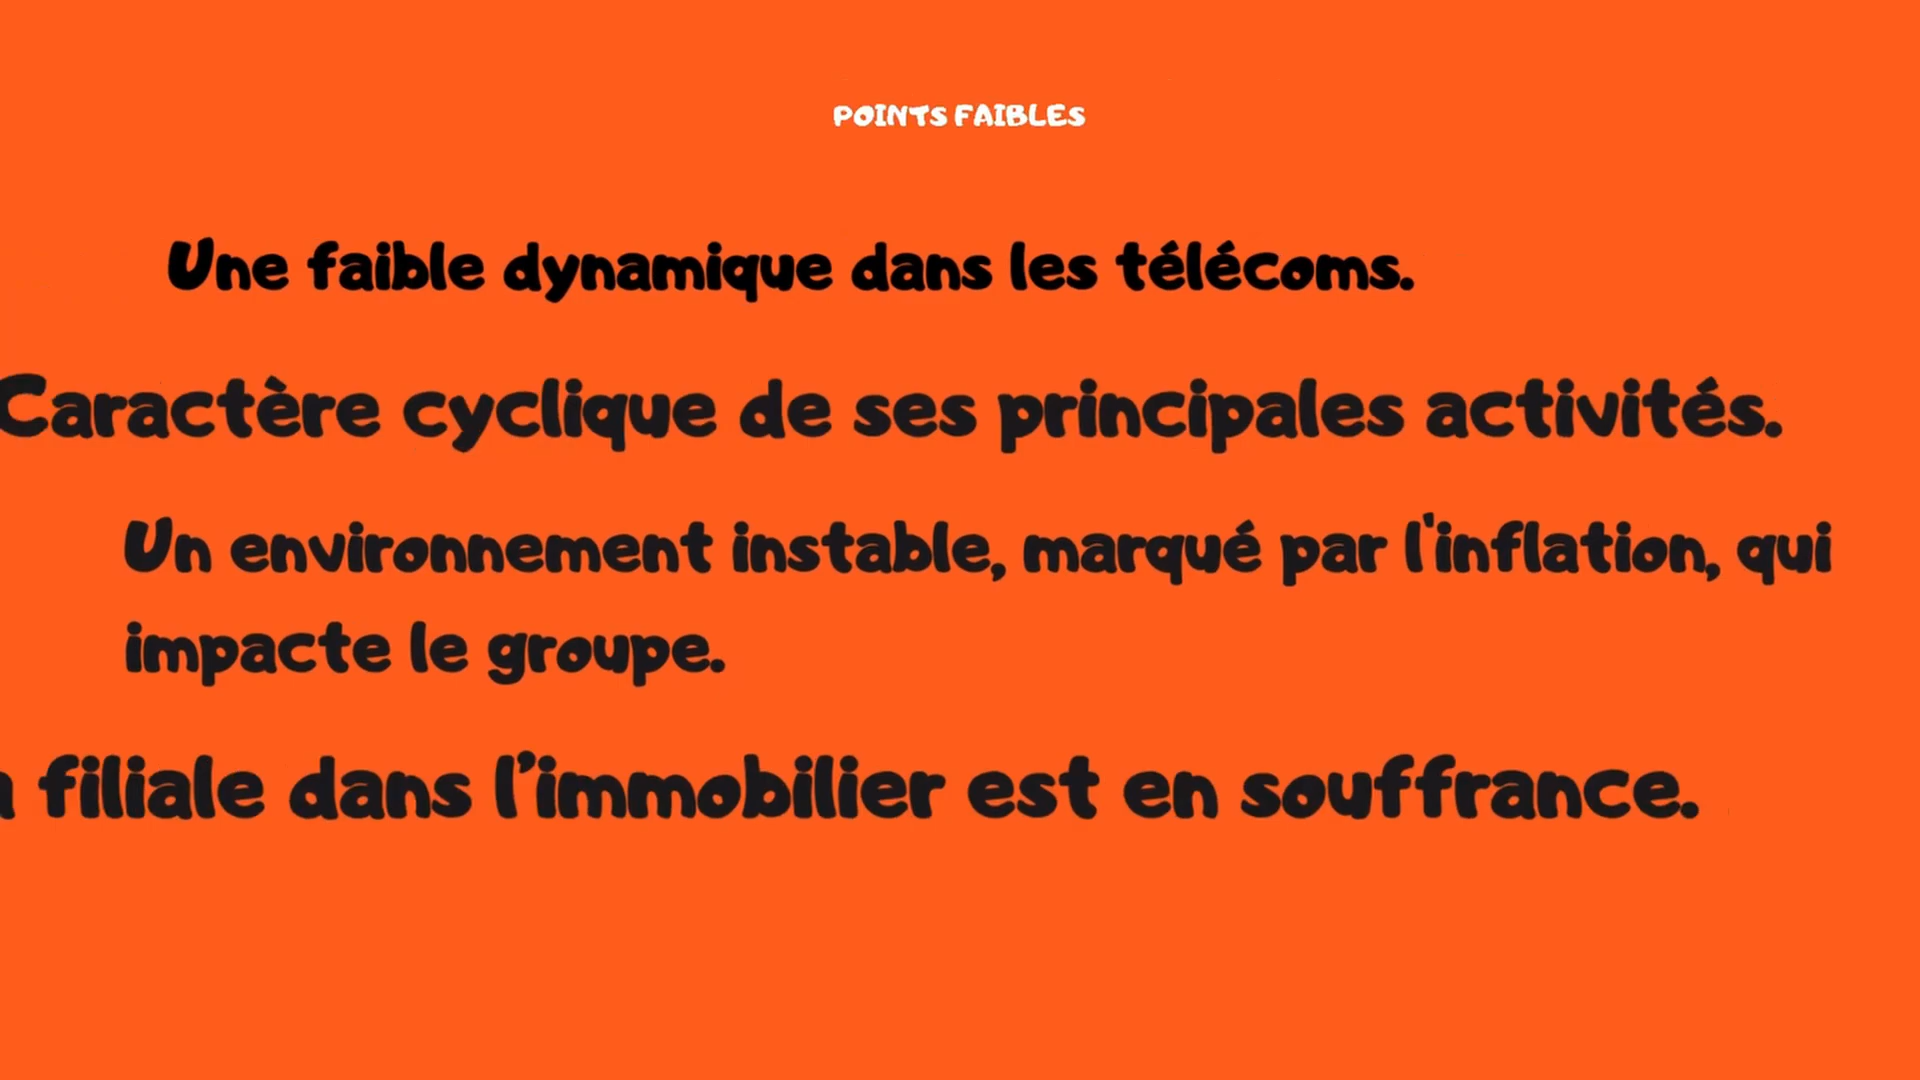 POINTS FAIBLES
Une faible dynamique dans les télécoms.
Caractère cyclique de ses principales activités.
Un environnement instable, marqué par l'inflation, qui
impacte le groupe.
filiale dans l’immobilier est en souffrance.